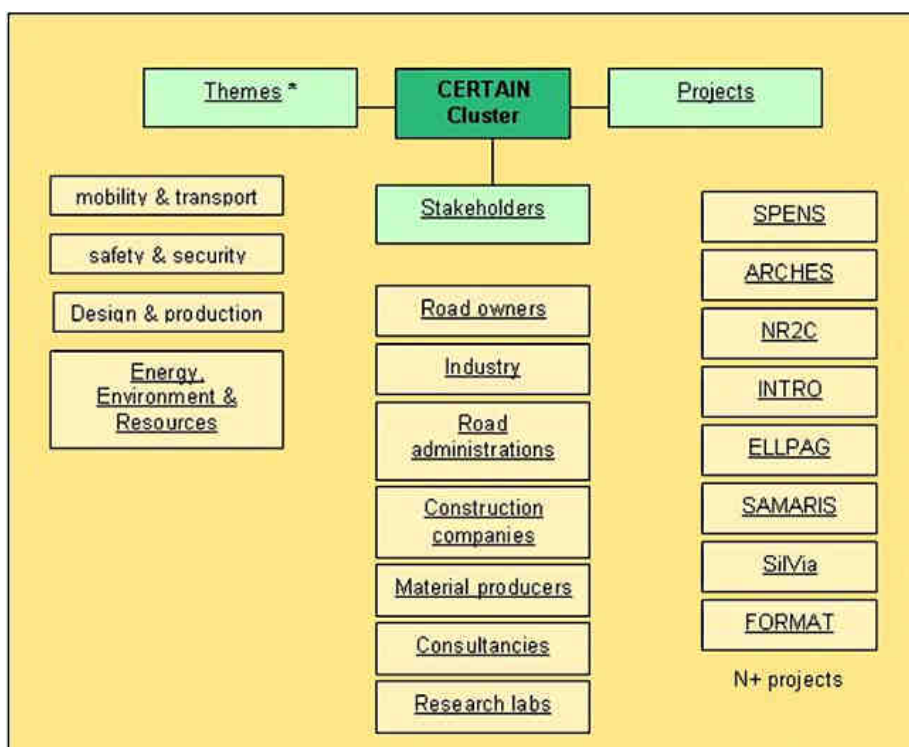 Themes *
CERTAIN
Cluster
Projects
mobility & transport
safety & security
Design & production
Energy,
Environment &
Resources
Stakeholders
Road owners
Industry
Road
administrations
Construction
companies
Material producers
Consultancies
Research labs
SPENS
ARCHES
NR2C
INTRO
ELLPAG
SAMARIS
SilVia
FORMAT
N+ projects